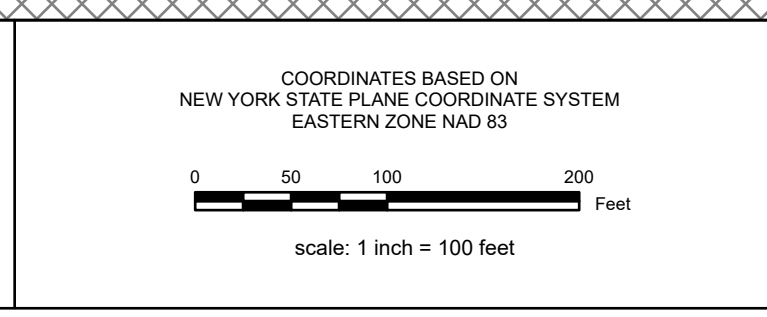 COORDINATES BASED ON
NEW YORK STATE PLANE COORDINATE SYSTEM
EASTERN ZONE NAD 83
0 50 100 200
Feet
scale: 1 inch = 100 feet